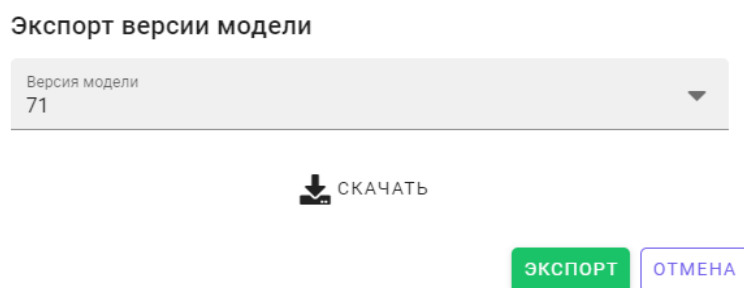 Экспорт версии модели
Версия модели
71
СКАЧАТЬ
ЭКСПОРТ ОТМЕНА